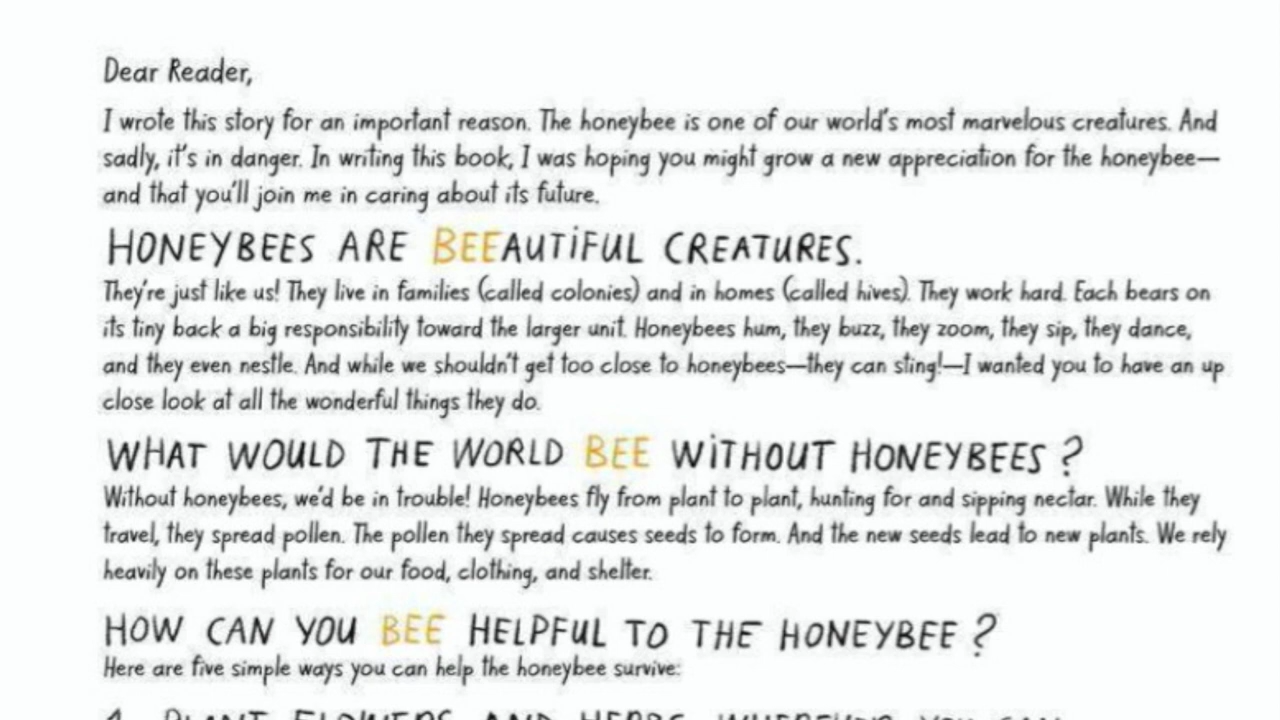 Dear Reader,
I wrote this story for an important reason. The honeybee is one of our world's most marvelous creatures. And
sadly, it's in danger. In writing this book, I was hoping you might grow a new appreciation for the honeybee—
and that you'll join me in caring about its future.
HONEYBEES ARE BEEAUTIFUL CREATURES.
They're just like us! They live in families (called colonies) and in homes (called hives). They work hard. Each bears on
its tiny back a big responsibility toward the larger unit. Honeybees hum, they buzz, they zoom, they sip, they dance,
and they even nestle. And while we shouldn't get too close to honeybees—they can sting!—I wanted you to have an up
close look at all the wonderful things they do.
WHAT WOULD THE WORLD BEE WITHOUT HONEYBEES?
Without honeybees, we'd be in trouble! Honeybees fly from plant to plant, hunting for and sipping nectar. While they
travel, they spread pollen. The pollen they spread causes seeds to form. And the new seeds lead to new plants. We rely
heavily on these plants for our food, clothing, and shelter.
HOW CAN YOU BEE HELPFUL TO THE HONEYBEE?
Here are five simple ways you can help the honeybee survive:
1. PLANT FLOWERS AND HERBS WHEREVER YOU CAN